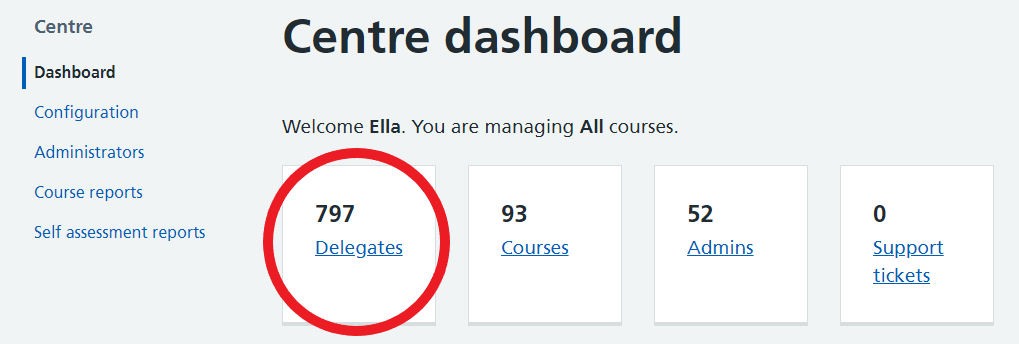 Centre
Dashboard
Configuration
Administrators
Course reports
Self assessment reports
Centre dashboard
Welcome Ella. You are managing All courses.
797
Delegates
93
Courses
52
Admins
0
Support
tickets